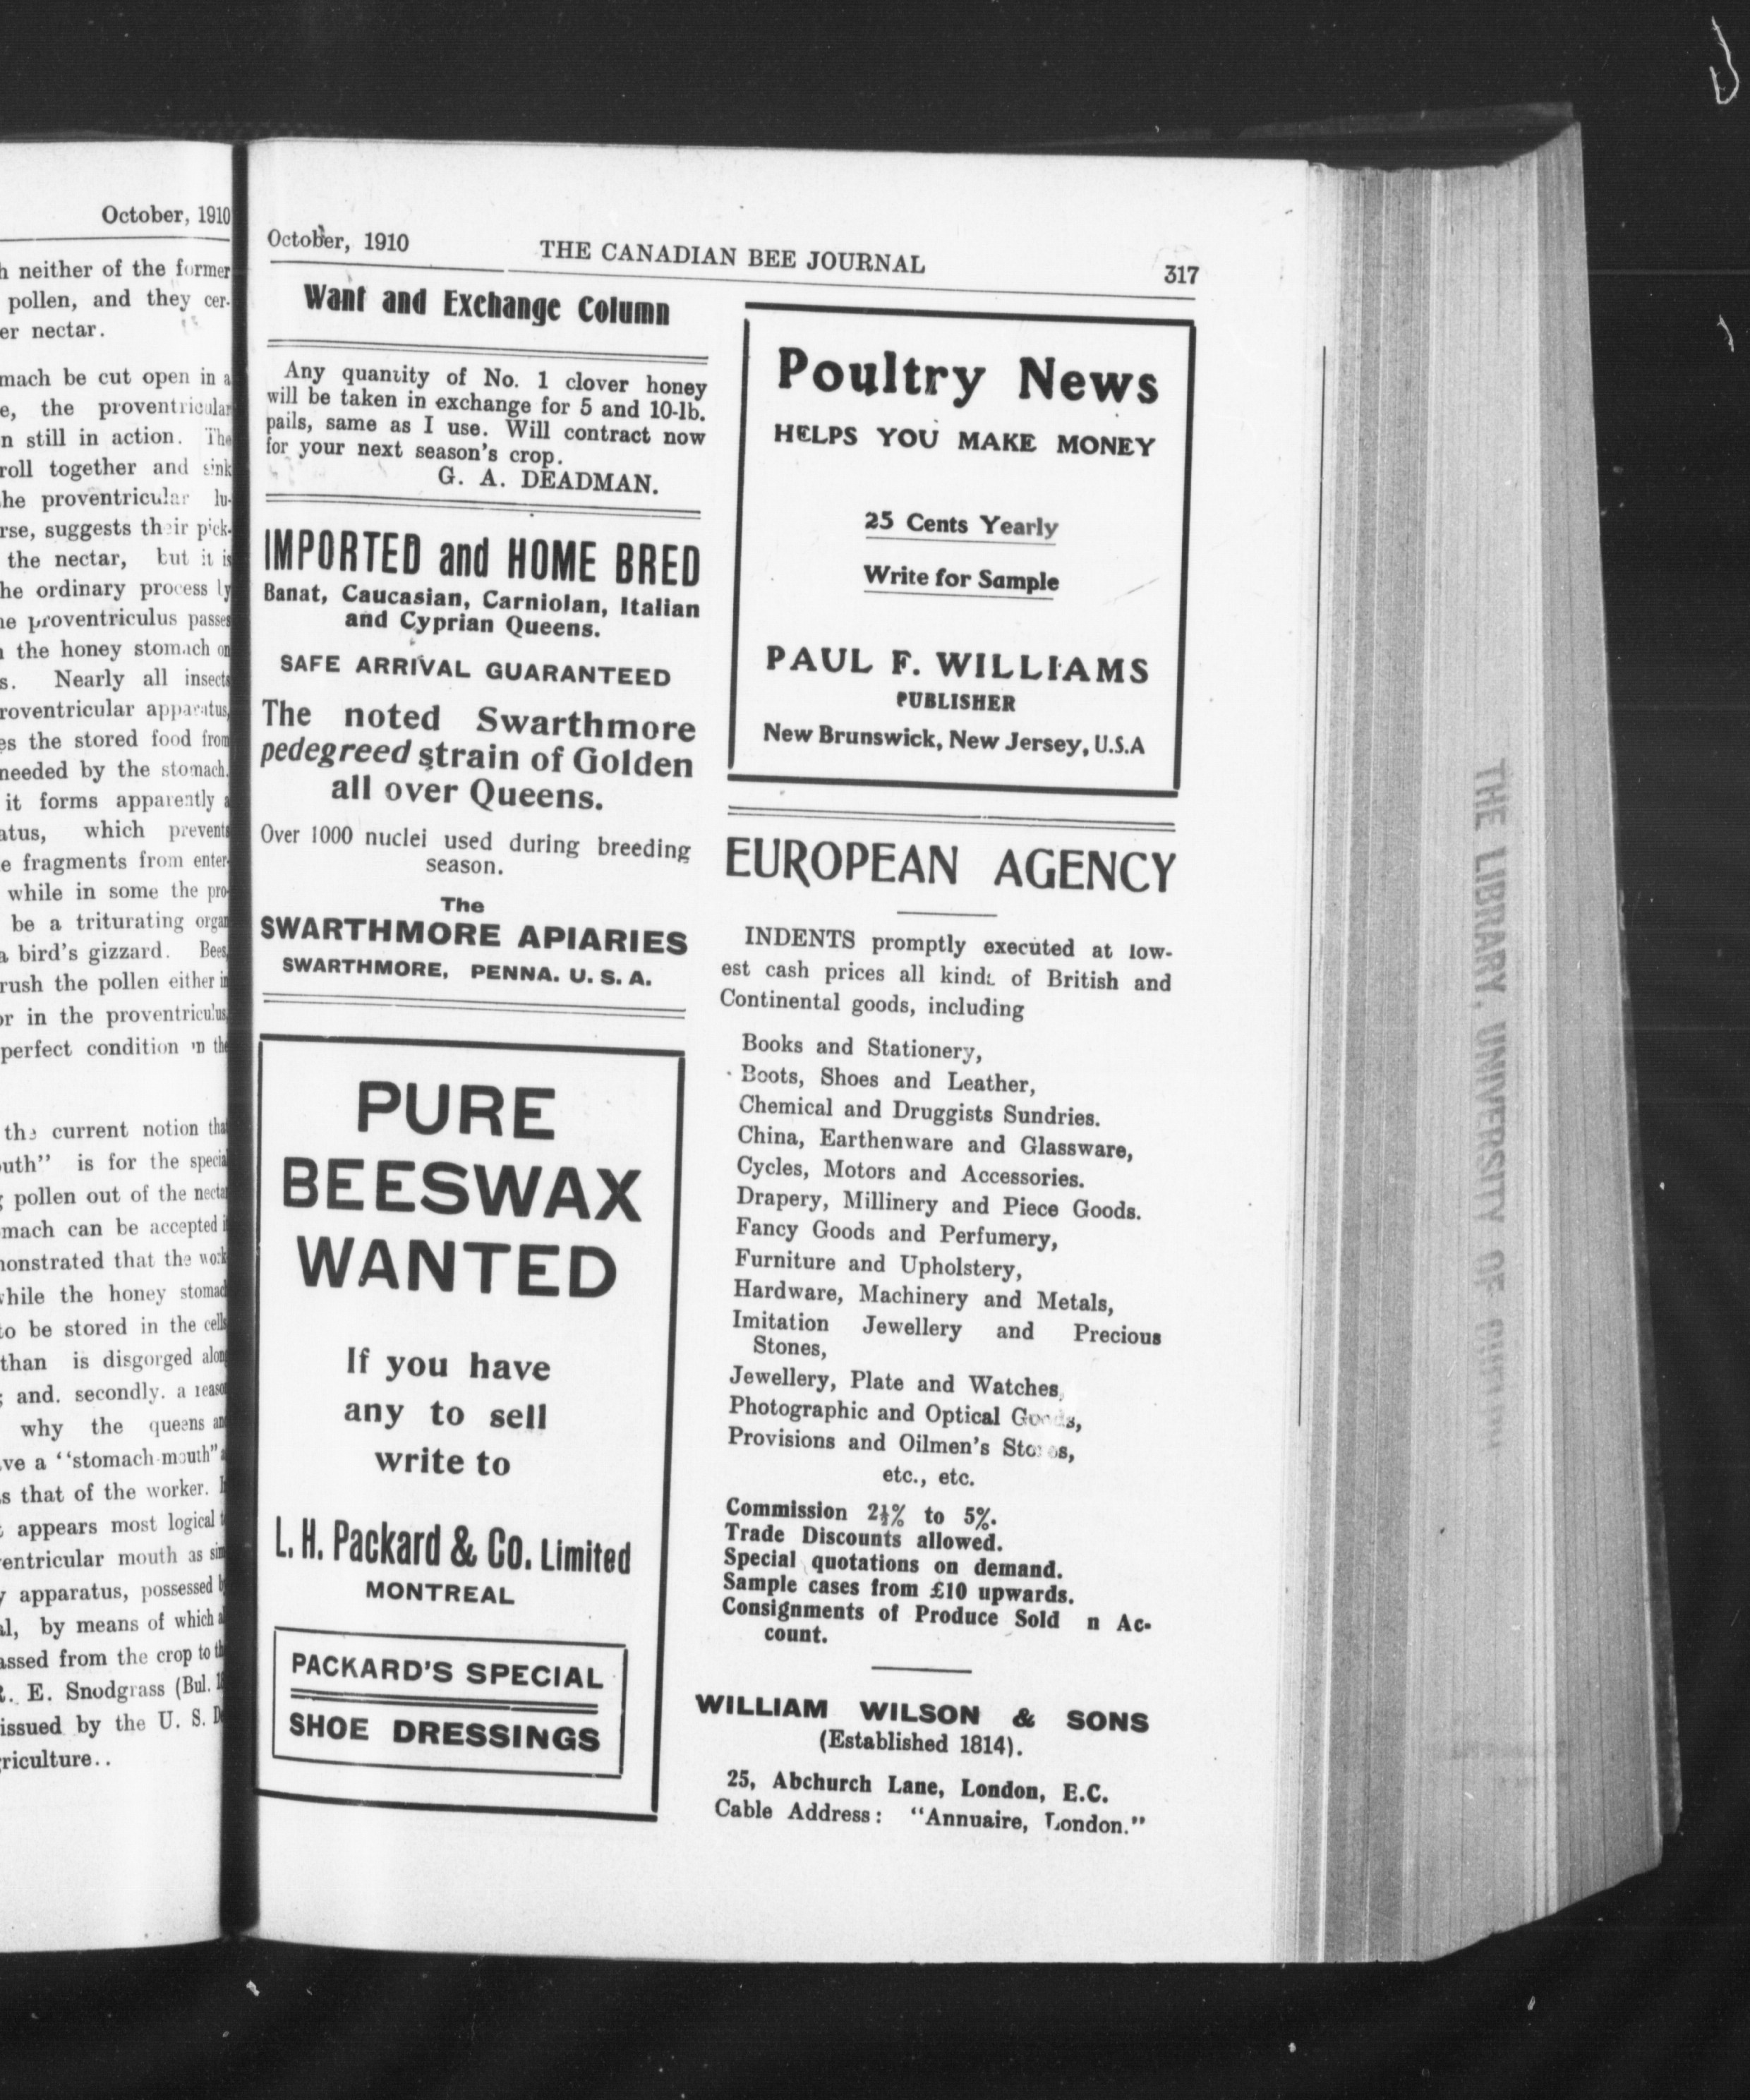 October, 1910
h neither of the former
pollen, and they cer-
er nectar.
mach be cut open in a
e, the proventricular
n still in action. The
roll together and sink
he proventricular lu-
rse, suggests their pick-
the nectar, but it is
he ordinary process ly
he proventriculus passes
the honey stomach on
s. Nearly all insects
roventricular apparatus,
es the stored food from
needed by the stomach.
it forms apparently a
atus, which prevents
e fragments from enter-
while in some the pro-
be a triturating organ
a bird's gizzard. Bees,
rush the pollen either in
or in the proventriculus,
perfect condition in the
the current notion that
outh" is for the special
pollen out of the nectar
mach can be accepted i
nonstrated that the work
while the honey stomac
to be stored in the cells
than is disgorged along
; and. secondly. a reason
why the queens and
ve a "stomach-mouth" a
s that of the worker. I
appears most logical t
entricular mouth as sim
y apparatus, possessed b
al, by means of which a
assed from the crop to th
R. E. Snodgrass (Bul. 18
issued by the U. S. De
riculture..
October, 1910 THE CANADIAN BEE JOURNAL 317
Want and Exchange Column
Any quantity of No. 1 clover honey
will be taken in exchange for 5 and 10-lb.
pails, same as I use. Will contract now
for your next season's crop.
G. A. DEADMAN.
IMPORTED and HOME BRED
Banat, Caucasian, Carniolan, Italian
and Cyprian Queens.
SAFE ARRIVAL GUARANTEED
The noted Swarthmore
pedegreed strain of Golden
all over Queens.
Over 1000 nuclei used during breeding
season.
The
SWARTHMORE APIARIES
SWARTHMORE, PENNA. U. S. A.
PURE
BEESWAX
WANTED
If you have
any to sell
write to
L. H. Packard & Co. Limited
MONTREAL
PACKARD'S SPECIAL
SHOE DRESSINGS
Poultry News
HELPS YOU MAKE MONEY
25 Cents Yearly
Write for Sample
PAUL F. WILLIAMS
PUBLISHER
New Brunswick, New Jersey, U.S.A
EUROPEAN AGENCY
INDENTS promptly executed at low-
est cash prices all kinds of British and
Continental goods, including
Books and Stationery,
Boots, Shoes and Leather,
Chemical and Druggists Sundries.
China, Earthenware and Glassware,
Cycles, Motors and Accessories.
Drapery, Millinery and Piece Goods.
Fancy Goods and Perfumery,
Furniture and Upholstery,
Hardware, Machinery and Metals,
Imitation Jewellery and Precious
Stones,
Jewellery, Plate and Watches,
Photographic and Optical Goods,
Provisions and Oilmen's Stores,
etc., etc.
Commission 2½% to 5%.
Trade Discounts allowed.
Special quotations on demand.
Sample cases from £10 upwards.
Consignments of Produce Sold n Ac-
count.
WILLIAM WILSON & SONS
(Established 1814).
25, Abchurch Lane, London, E.C.
Cable Address: "Annuaire, London."
THE LIBRARY, UNIVERSITY OF